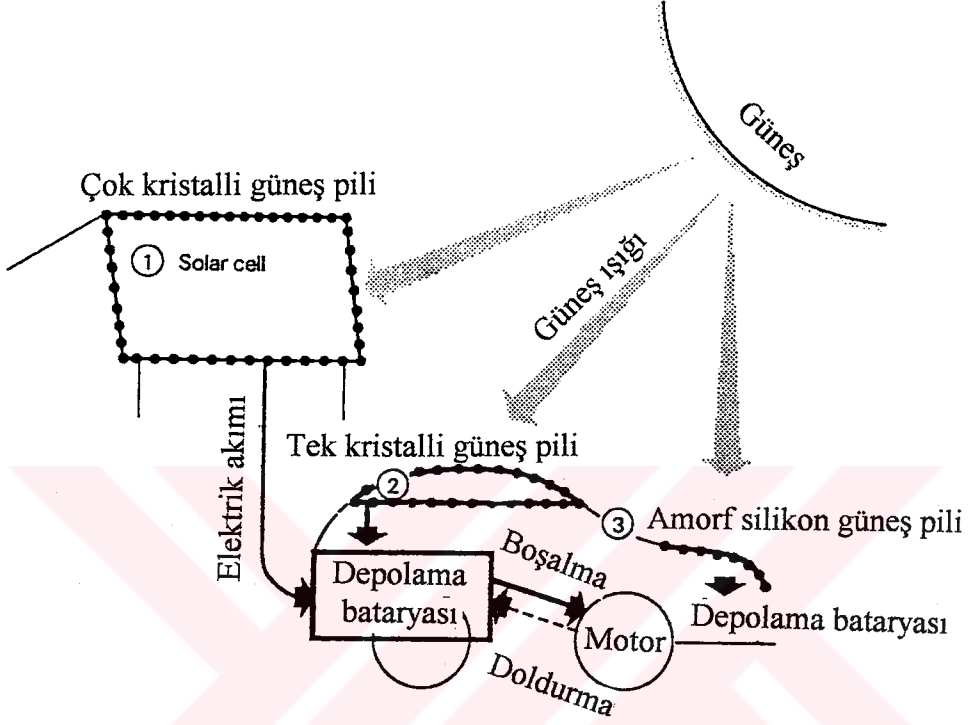 Güneş
Çok kristalli güneş pili
① Solar cell
Güneş ışığı
Elektrik akımı
Tek kristalli güneş pili
②
③ Amorf silikon güneş pili
Boşalma
Depolama
bataryası
Depolama bataryası
Motor
Doldurma